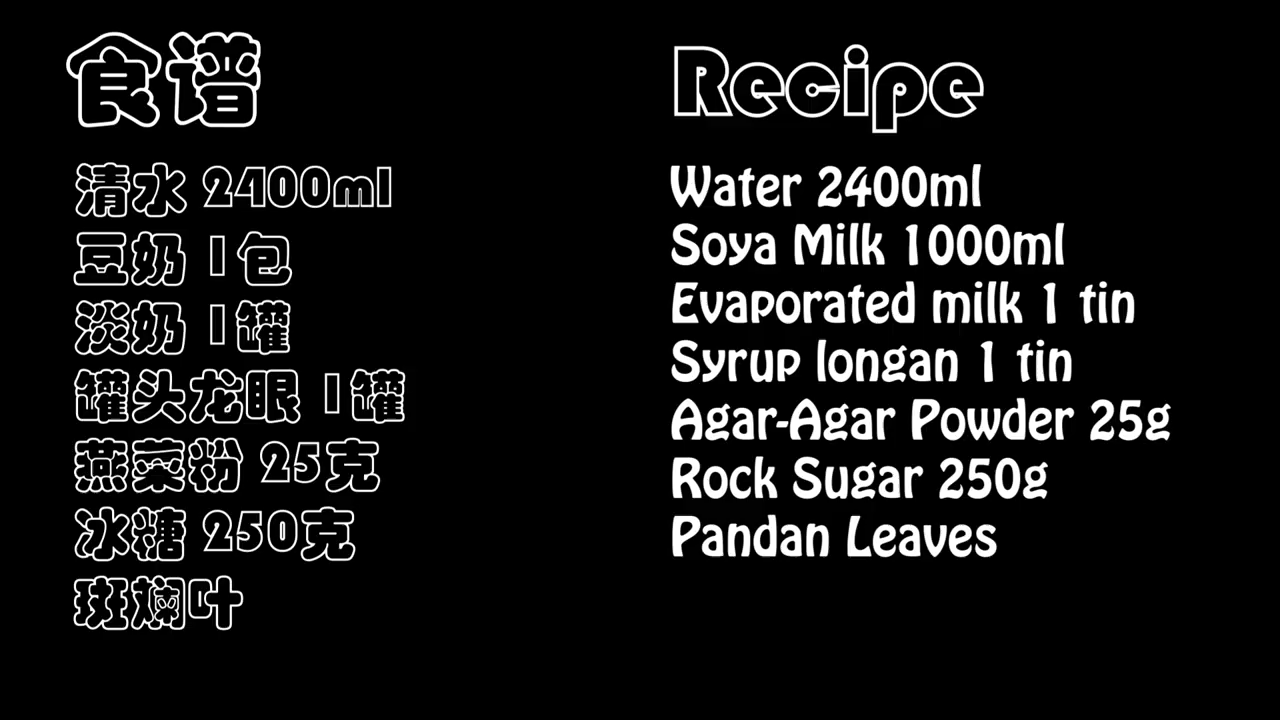 食谱
清水 2400ml
豆奶 1包
淡奶 1罐
罐头龙眼 1罐
燕菜粉 25克
冰糖 250克
斑斓叶
Recipe
Water 2400ml
Soya Milk 1000ml
Evaporated milk 1 tin
Syrup longan 1 tin
Agar-Agar Powder 25g
Rock Sugar 250g
Pandan Leaves